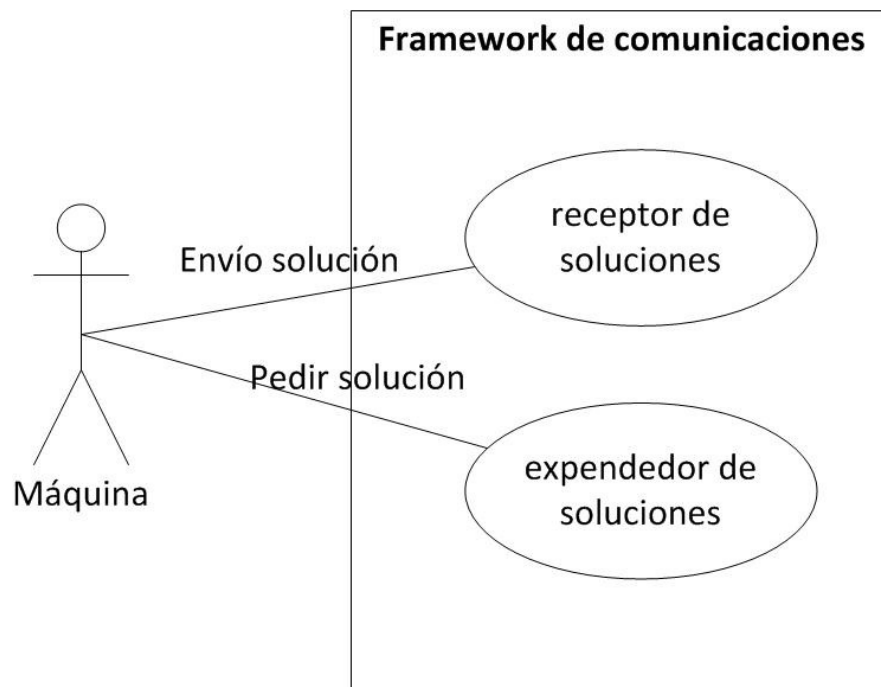 Framework de comunicaciones
receptor de
soluciones
Envío solución
Pedir solución
expendedor de
soluciones
Máquina